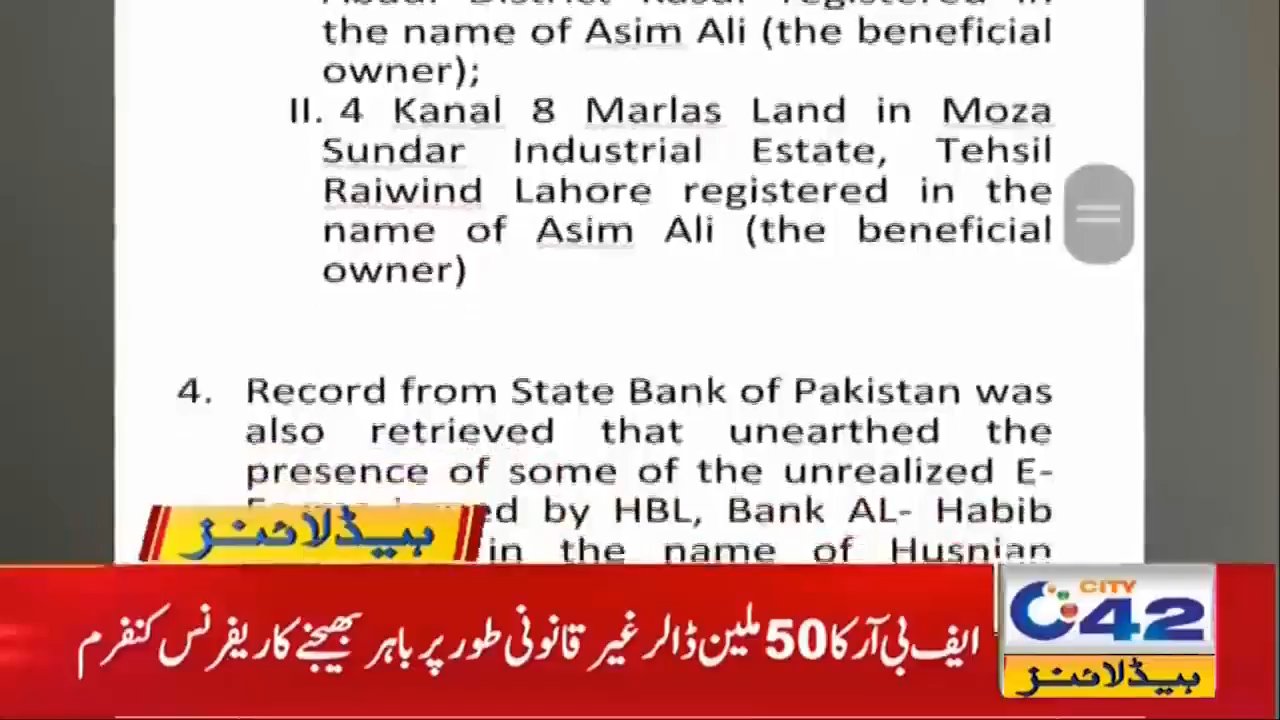 the name of Asim Ali (the beneficial
owner);
II. 4 Kanal 8 Marlas Land in Moza
Sundar Industrial Estate, Tehsil
Raiwind Lahore registered in the
name of Asim Ali (the beneficial
owner)
4. Record from State Bank of Pakistan was
also retrieved that unearthed the
presence of some of the unrealized E-
by HBL, Bank AL- Habib
in the name of Husnian
ہیڈلائنز
ایف بی آر کا 50 ملین ڈالر غیر قانونی طور پر باہر بھیجنے کا ریفرنس کنفرم
CITY
42
ہیڈلائنز